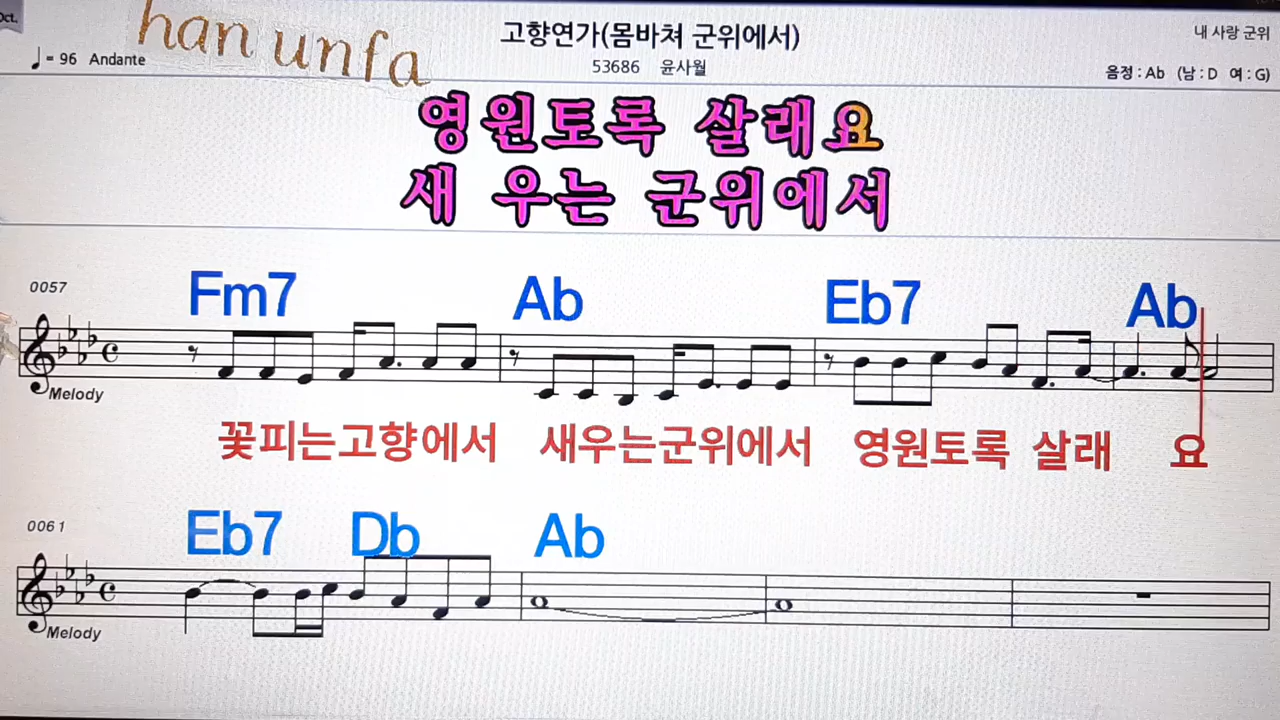 Oct.
♩= 96 Andante
han unfa
고향연가(몸바쳐 군위에서)
53686 윤사월
내 사랑 군위
음정 : Ab (남 : D 여 : G)
영원토록 살래요
새 우는 군위에서
0057
Fm7 Ab Eb7 Ab
Melody
꽃피는고향에서 새우는군위에서 영원토록 살래 요
0061
Eb7 Db Ab
Melody